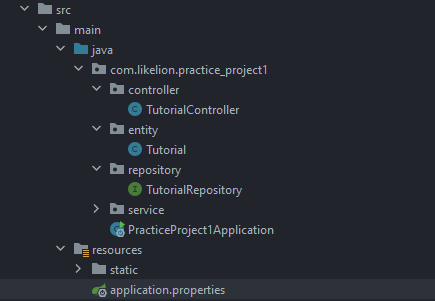 src
main
java
com.likelion.practice_project1
controller
TutorialController
entity
Tutorial
repository
TutorialRepository
service
PracticeProject1Application
resources
static
application.properties